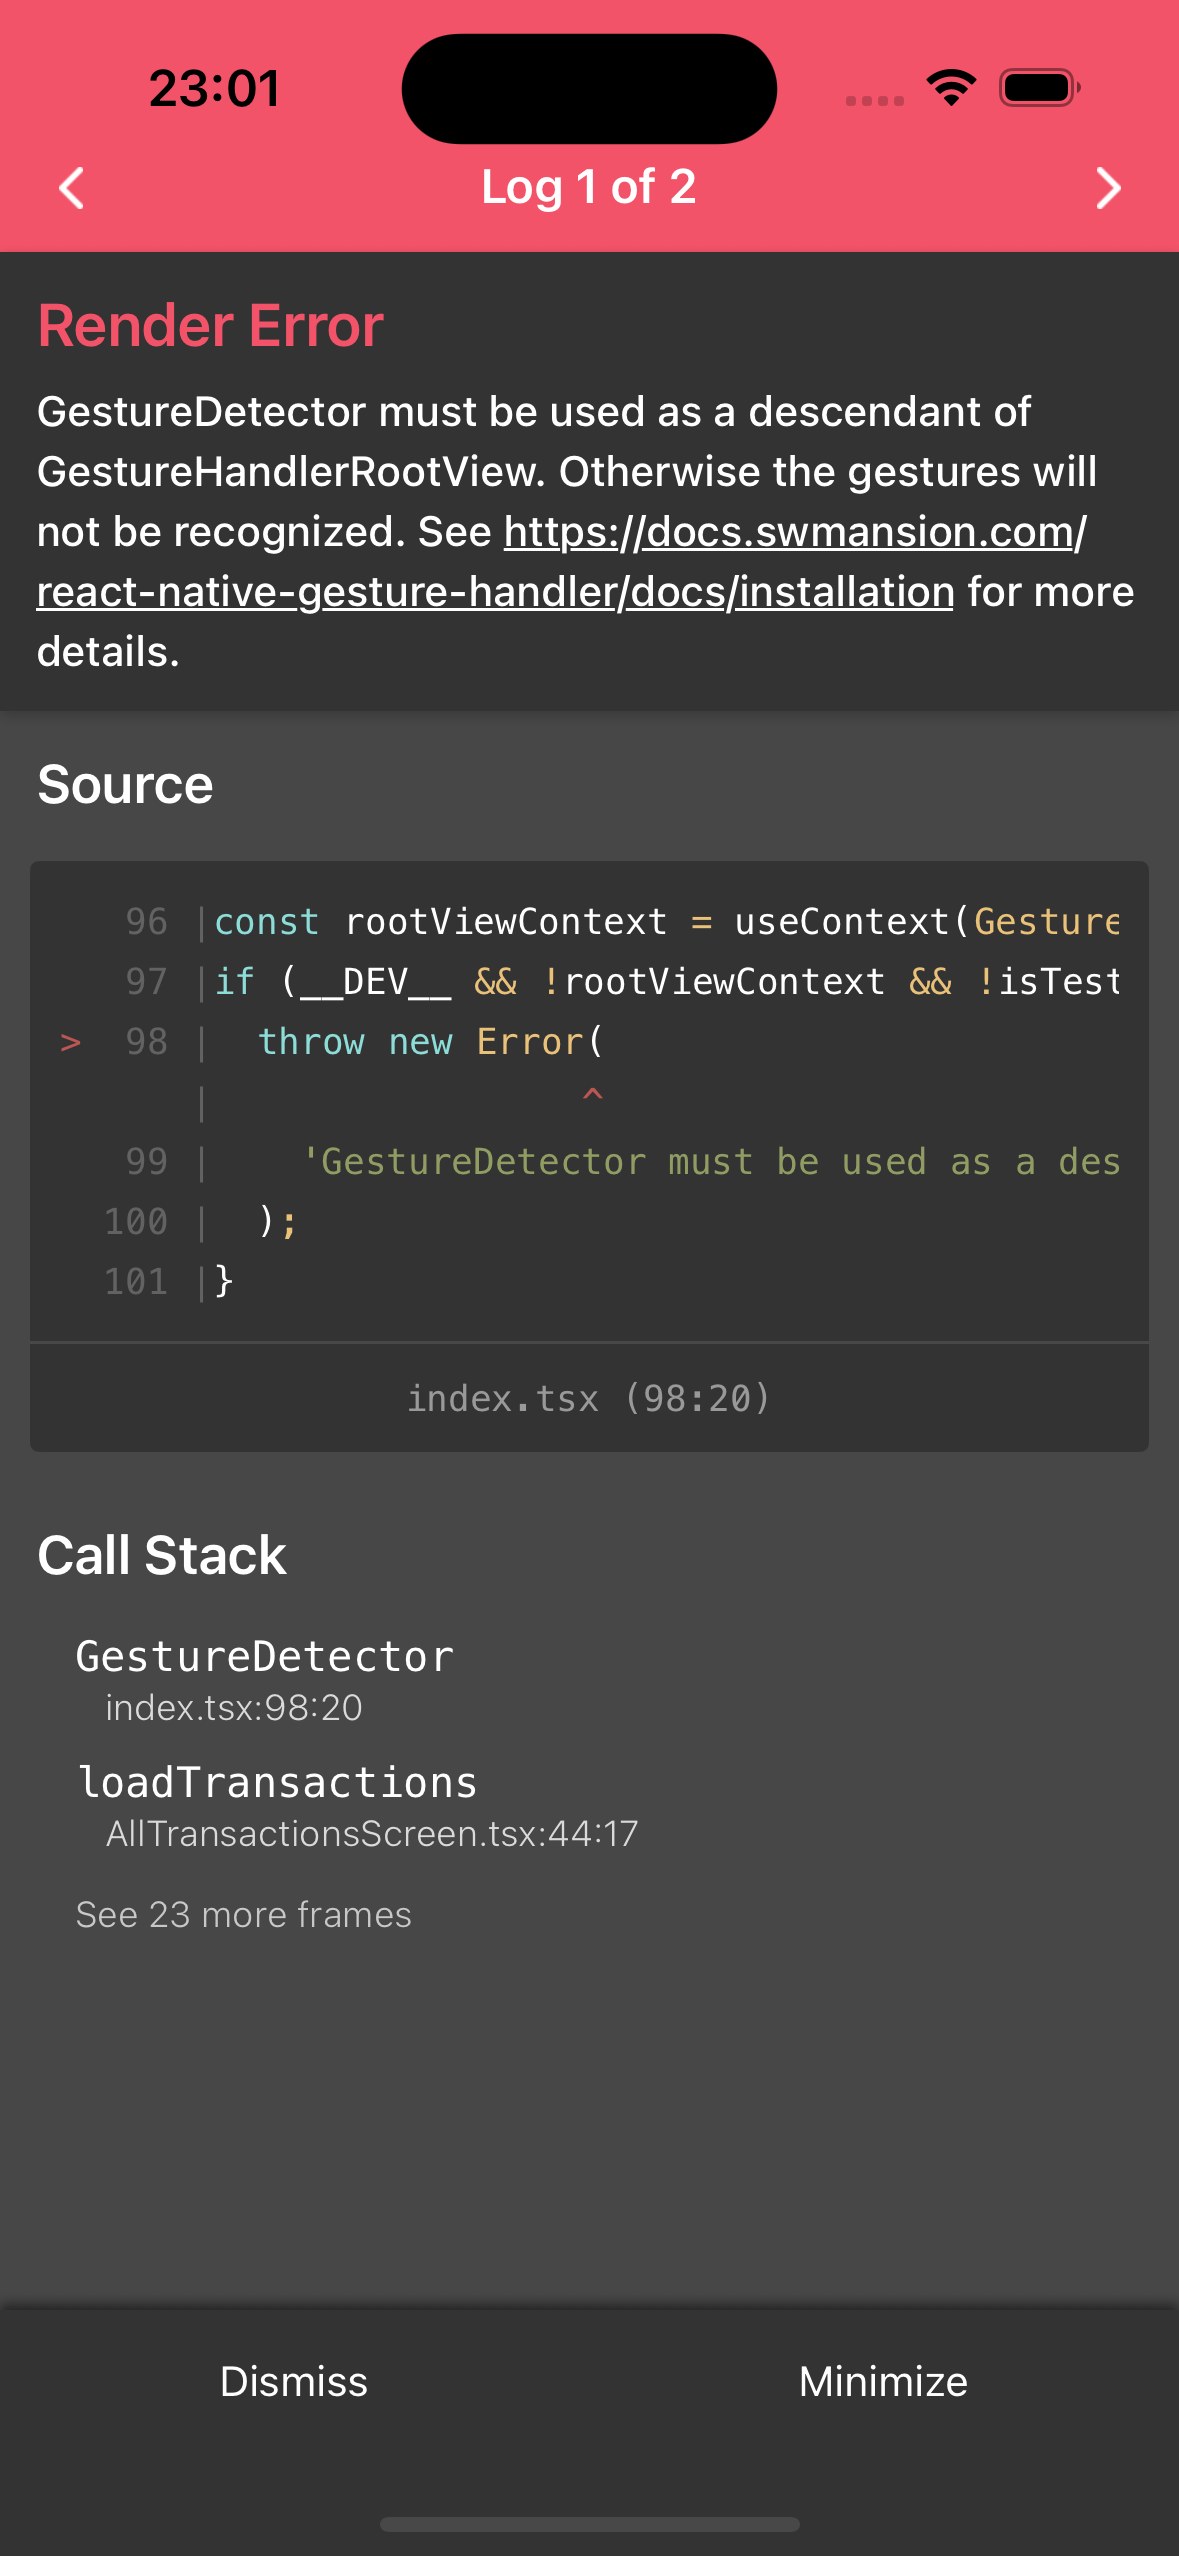 23:01
Log 1 of 2
Render Error
GestureDetector must be used as a descendant of
GestureHandlerRootView. Otherwise the gestures will
not be recognized. See https://docs.swmansion.com/
react-native-gesture-handler/docs/installation for more
details.
Source
96 |const rootViewContext = useContext(Gesture
97 |if (__DEV__ && !rootViewContext && !isTest
> 98 |  throw new Error(
|                 ^
99 |    'GestureDetector must be used as a des
100 |  );
101 |}
index.tsx (98:20)
Call Stack
GestureDetector
index.tsx:98:20
loadTransactions
AllTransactionsScreen.tsx:44:17
See 23 more frames
Dismiss
Minimize